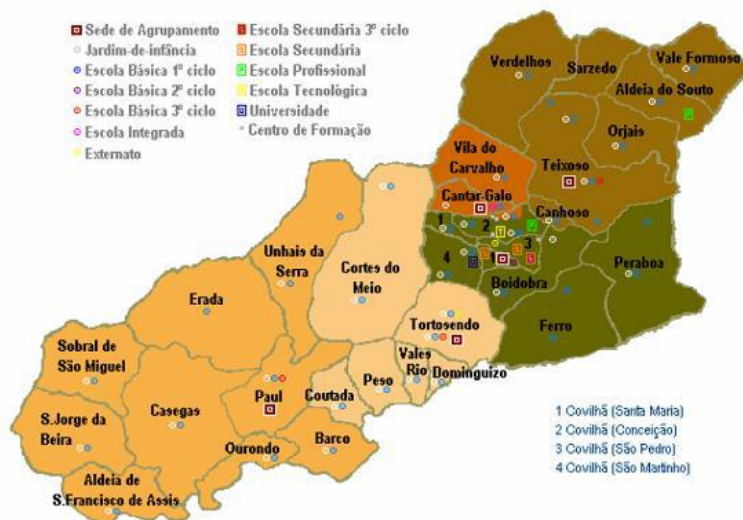 Sede de Agrupamento
Jardim-de-infância
Escola Básica 1º ciclo
Escola Básica 2º ciclo
Escola Básica 3º ciclo
Escola Integrada
Externato
Escola Secundária 3º ciclo
Escola Secundária
Escola Profissional
Escola Tecnológica
Universidade
Centro de Formação
Verdelhos
Sarzedo
Vale Formoso
Aldeia do Souto
Orjais
Vila do
Carvalho
Teixoso
Cantar-Galo
Canhoso
1
2
3
4
1
Peraboa
Boidobra
Ferro
Unhais da
Serra
Cortes do
Meio
Erada
Tortosendo
Sobral de
São Miguel
Casegas
Paul
Coutada
Peso
Vales
Rio
Dominguizo
S.Jorge da
Beira
Ourondo
Barco
Aldeia de
S.Francisco de Assis
1 Covilhã (Santa Maria)
2 Covilhã (Conceição)
3 Covilhã (São Pedro)
4 Covilhã (São Martinho)